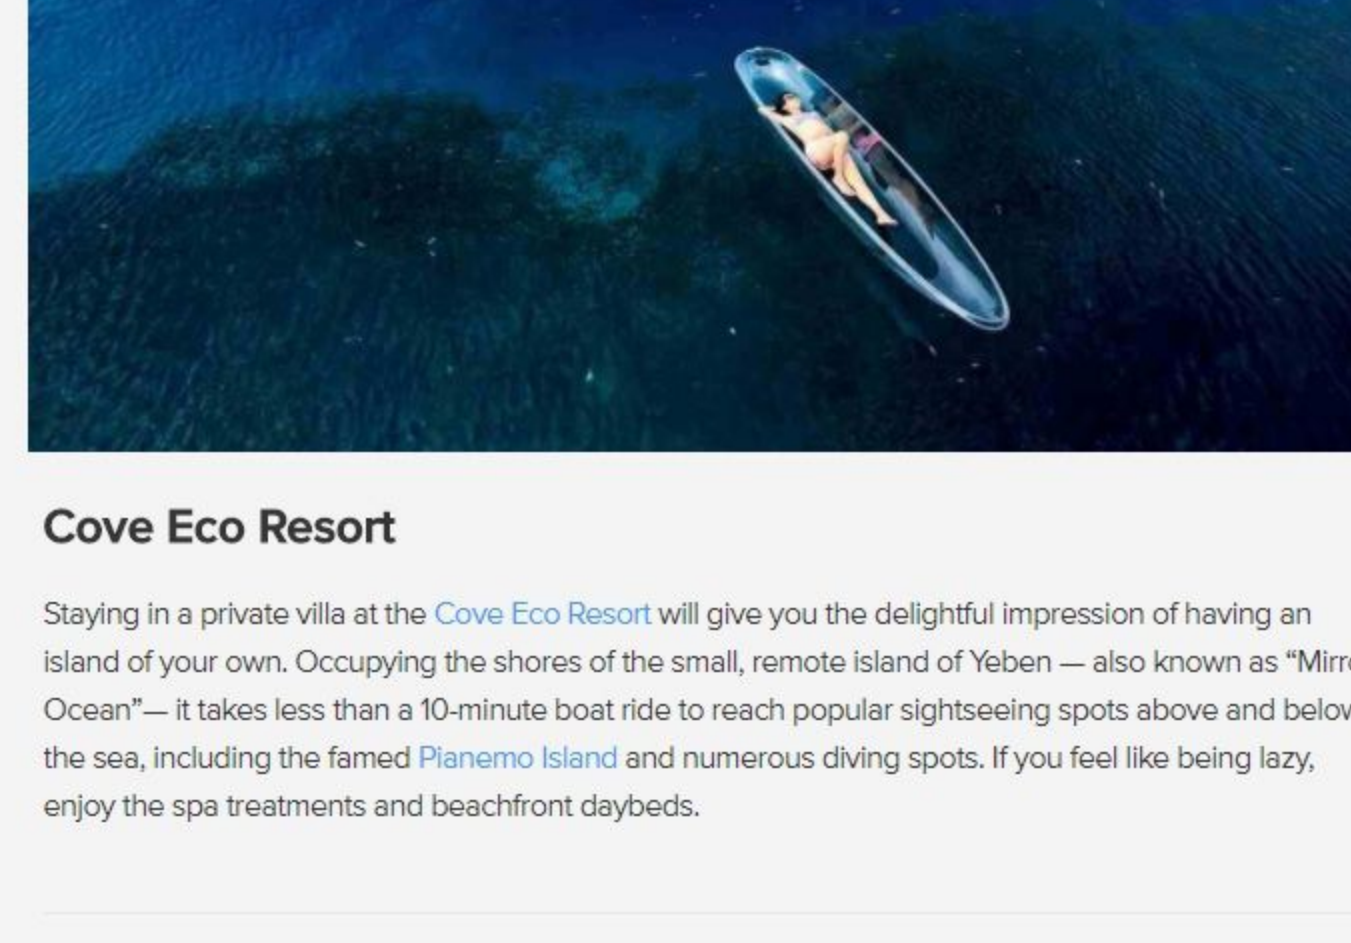 Cove Eco Resort
Staying in a private villa at the Cove Eco Resort will give you the delightful impression of having an
island of your own. Occupying the shores of the small, remote island of Yeben — also known as “Mirro
Ocean”— it takes less than a 10-minute boat ride to reach popular sightseeing spots above and below
the sea, including the famed Pianemo Island and numerous diving spots. If you feel like being lazy,
enjoy the spa treatments and beachfront daybeds.